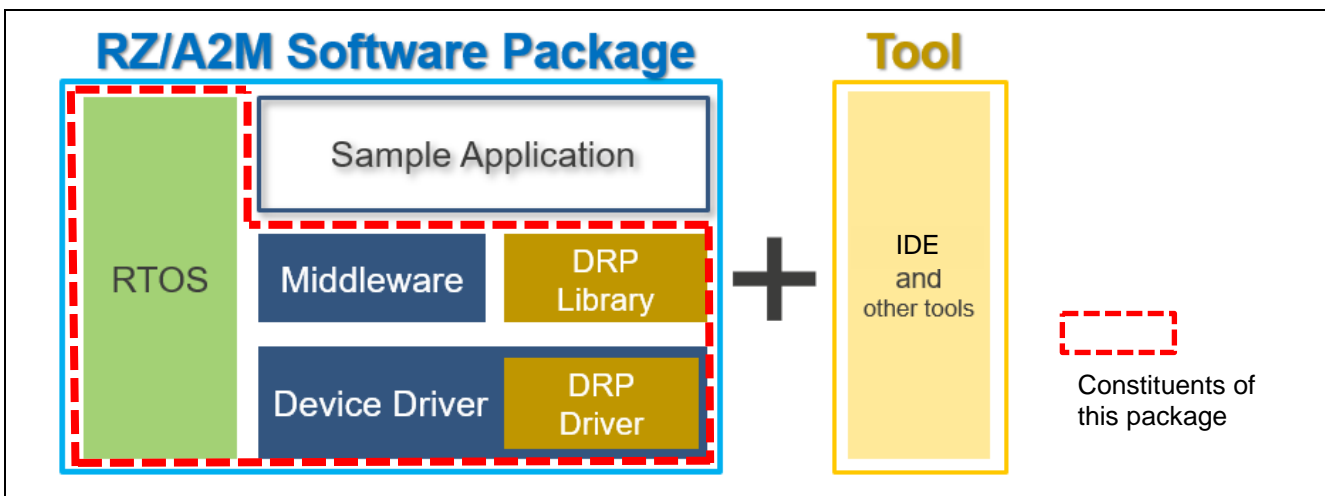 RZ/A2M Software Package
Tool
Sample Application
RTOS
Middleware
DRP
Library
Device Driver
DRP
Driver
IDE
and
other tools
Constituents of
this package